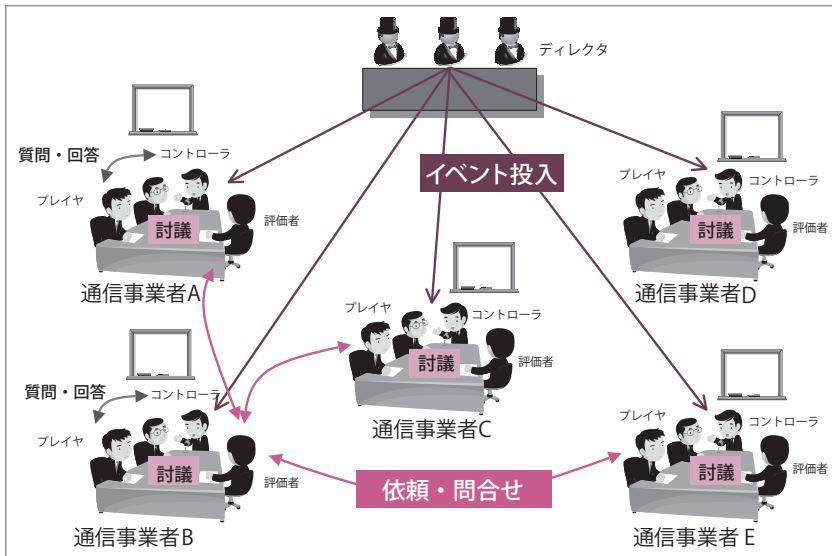 ディレクタ
質問・回答
コントローラ
プレイヤ
討議
評価者
通信事業者A
イベント投入
プレイヤ
コントローラ
討議
評価者
通信事業者D
プレイヤ
コントローラ
討議
評価者
通信事業者C
質問・回答
コントローラ
プレイヤ
討議
評価者
通信事業者B
依頼・問合せ
プレイヤ
コントローラ
討議
評価者
通信事業者E